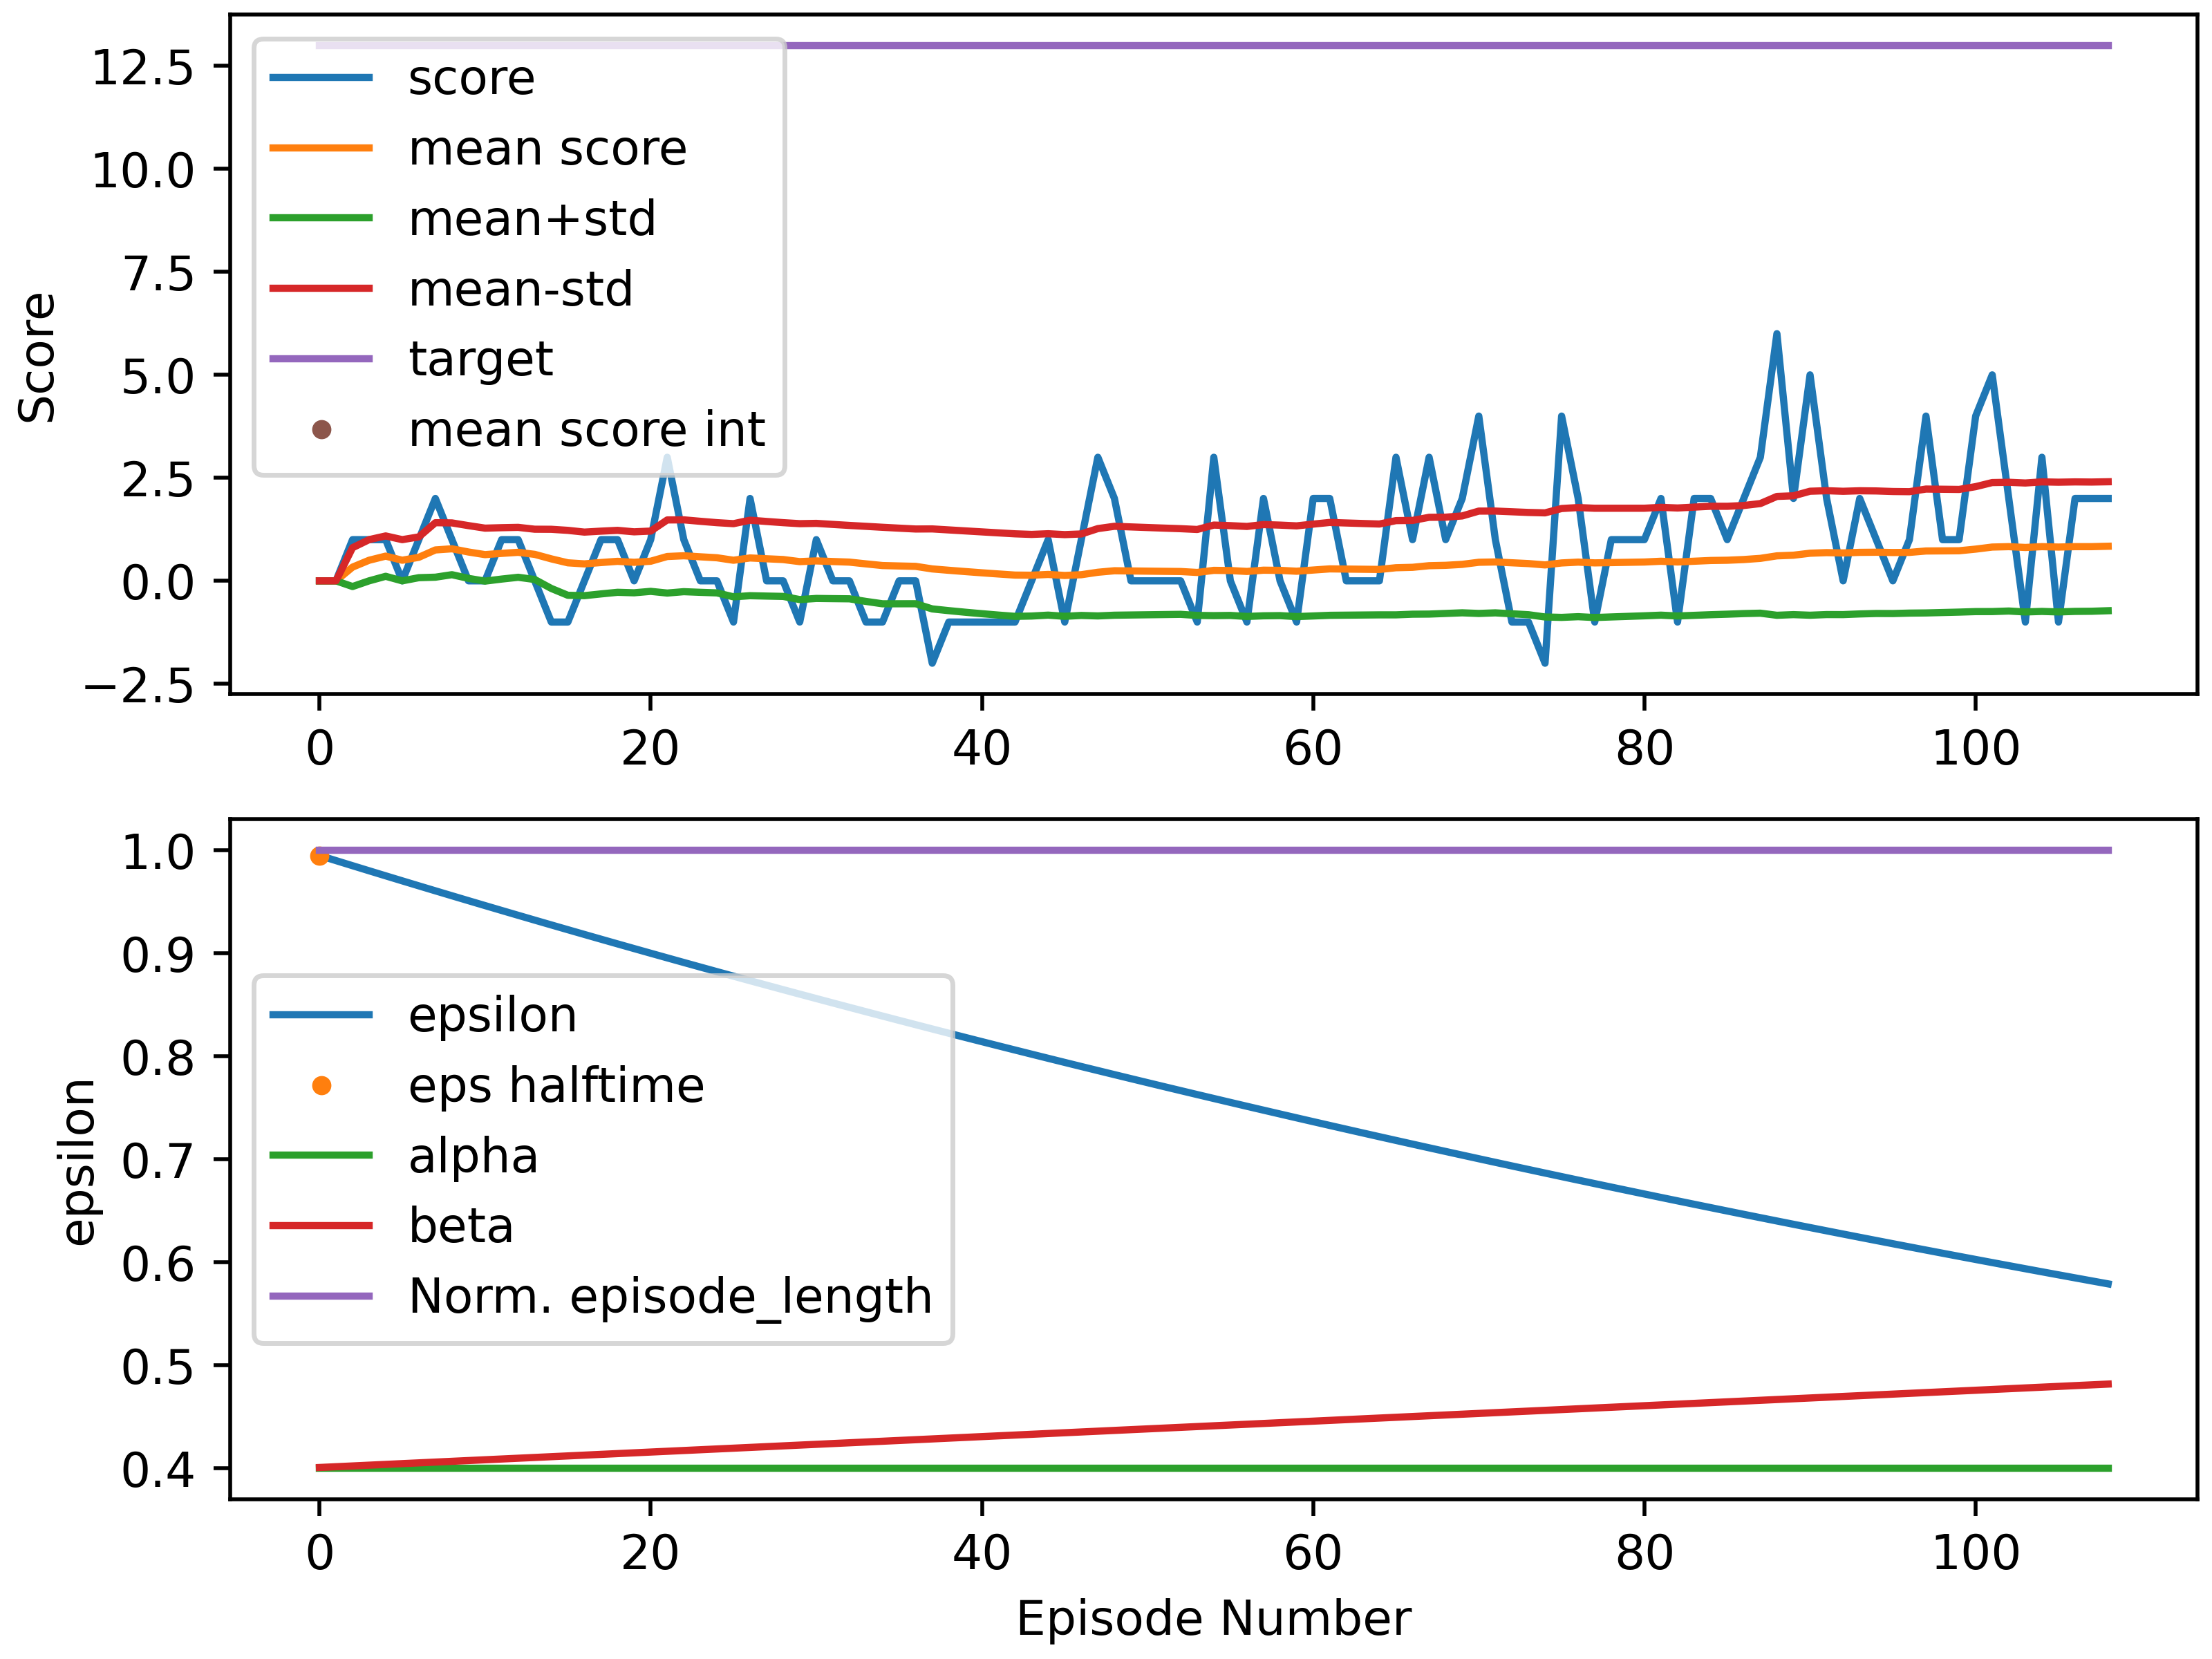 12.5
10.0
7.5
5.0
2.5
0.0
−2.5
Score
score
mean score
mean+std
mean-std
target
mean score int
0 20 40 60 80 100
1.0
0.9
0.8
0.7
0.6
0.5
0.4
epsilon
epsilon
eps halftime
alpha
beta
Norm. episode_length
0 20 40 60 80 100
Episode Number